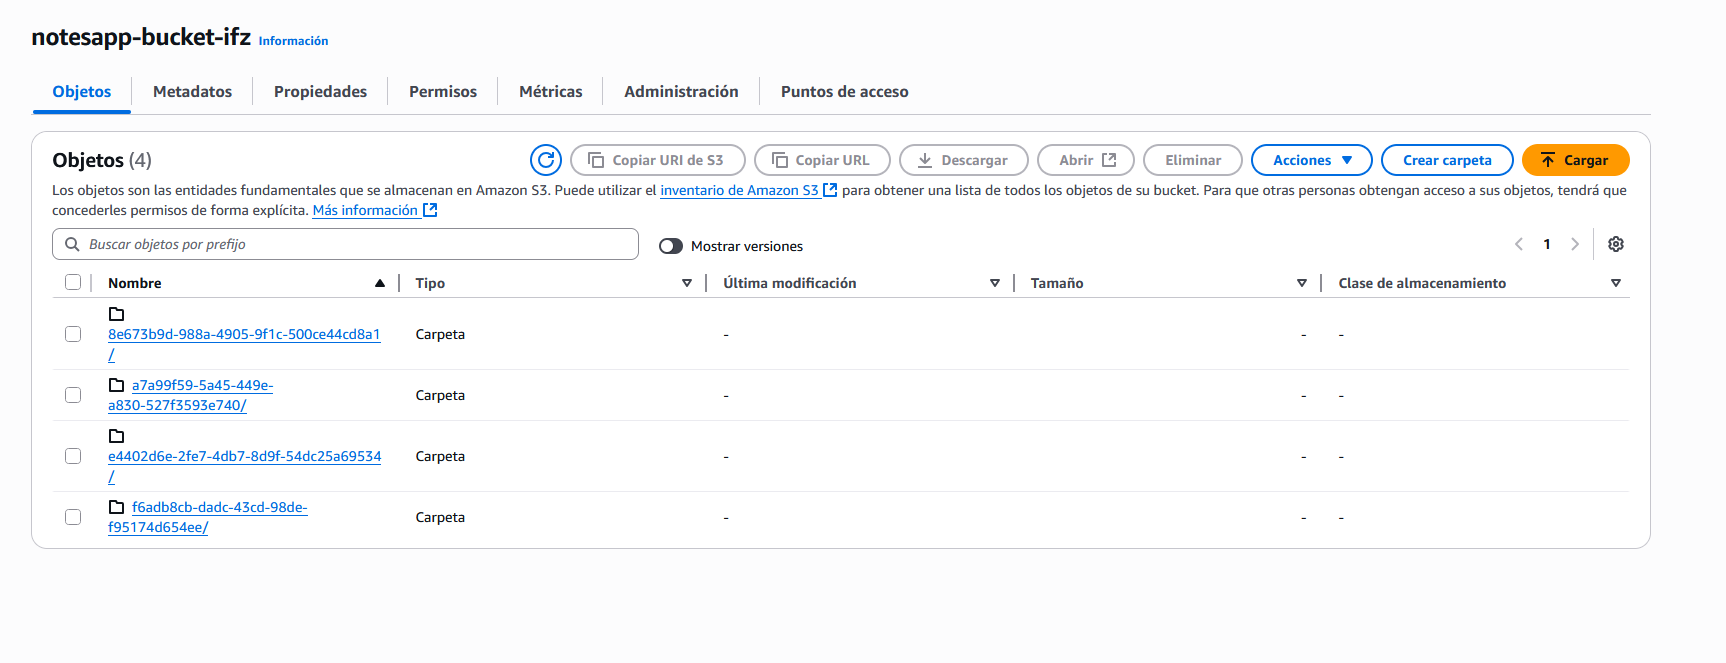 notesapp-bucket-ifz Información
Objetos Metadatos Propiedades Permisos Métricas Administración Puntos de acceso
Objetos (4) Copiar URI de S3 Copiar URL Descargar Abrir Eliminar Acciones Crear carpeta Cargar
Los objetos son las entidades fundamentales que se almacenan en Amazon S3. Puede utilizar el inventario de Amazon S3 para obtener una lista de todos los objetos de su bucket. Para que otras personas obtengan acceso a sus objetos, tendrá que
concederles permisos de forma explícita. Más información
Buscar objetos por prefijo Mostrar versiones 1
Nombre Tipo Última modificación Tamaño Clase de almacenamiento
8e673b9d-988a-4905-9f1c-500ce44cd8a1 Carpeta - - -
/
a7a99f59-5a45-449e-
a830-527f3593e740/ Carpeta - - -
e4402d6e-2fe7-4db7-8d9f-54dc25a69534 Carpeta - - -
/
f6adb8cb-dadc-43cd-98de-
f95174d654ee/ Carpeta - - -